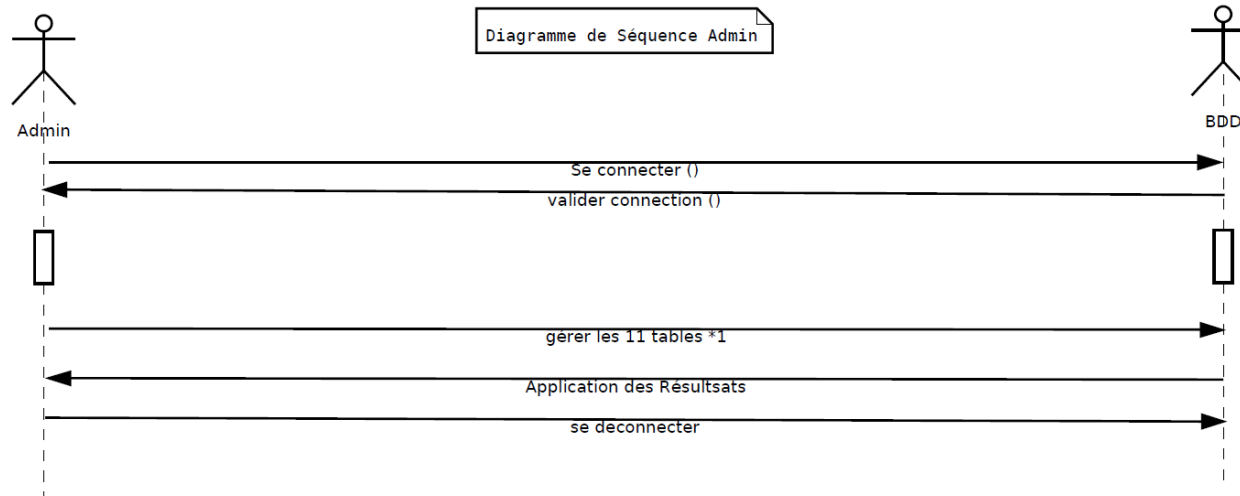 Diagramme de Séquence Admin
Admin
BDD
Se connecter ()
valider connection ()
gérer les 11 tables *1
Application des Résultsats
se deconnecter